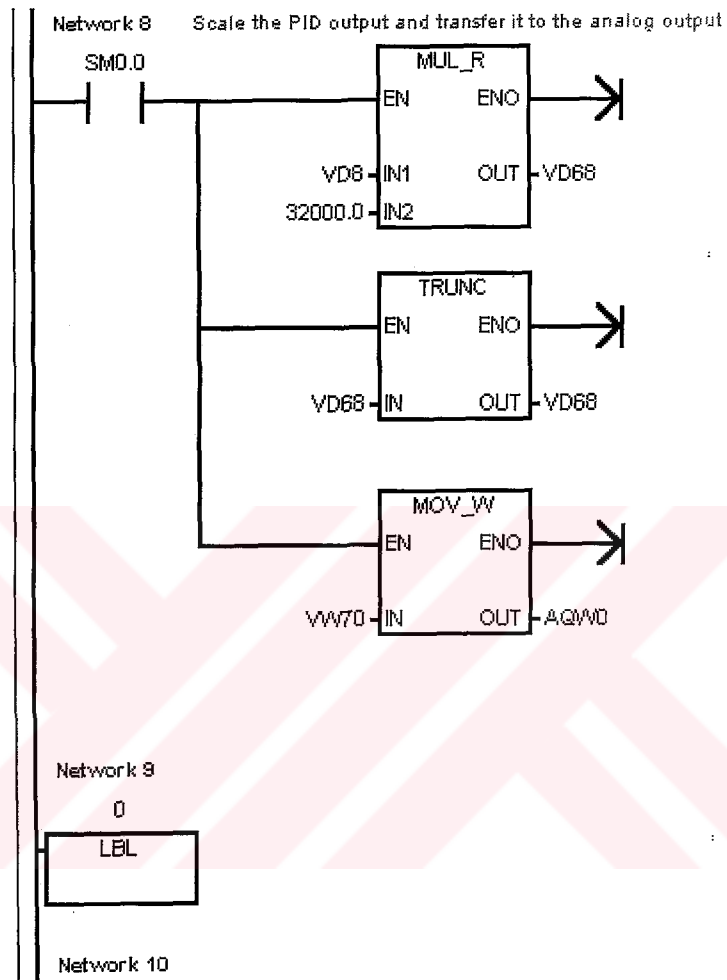 Network 8 Scale the PID output and transfer it to the analog output
SM0.0
MUL_R
EN ENO
VD8 IN1 OUT VD68
32000.0 IN2
TRUNC
EN ENO
VD68 IN OUT VD68
MOV_W
EN ENO
VW70 IN OUT AQW0
Network 9
0
LBL
Network 10